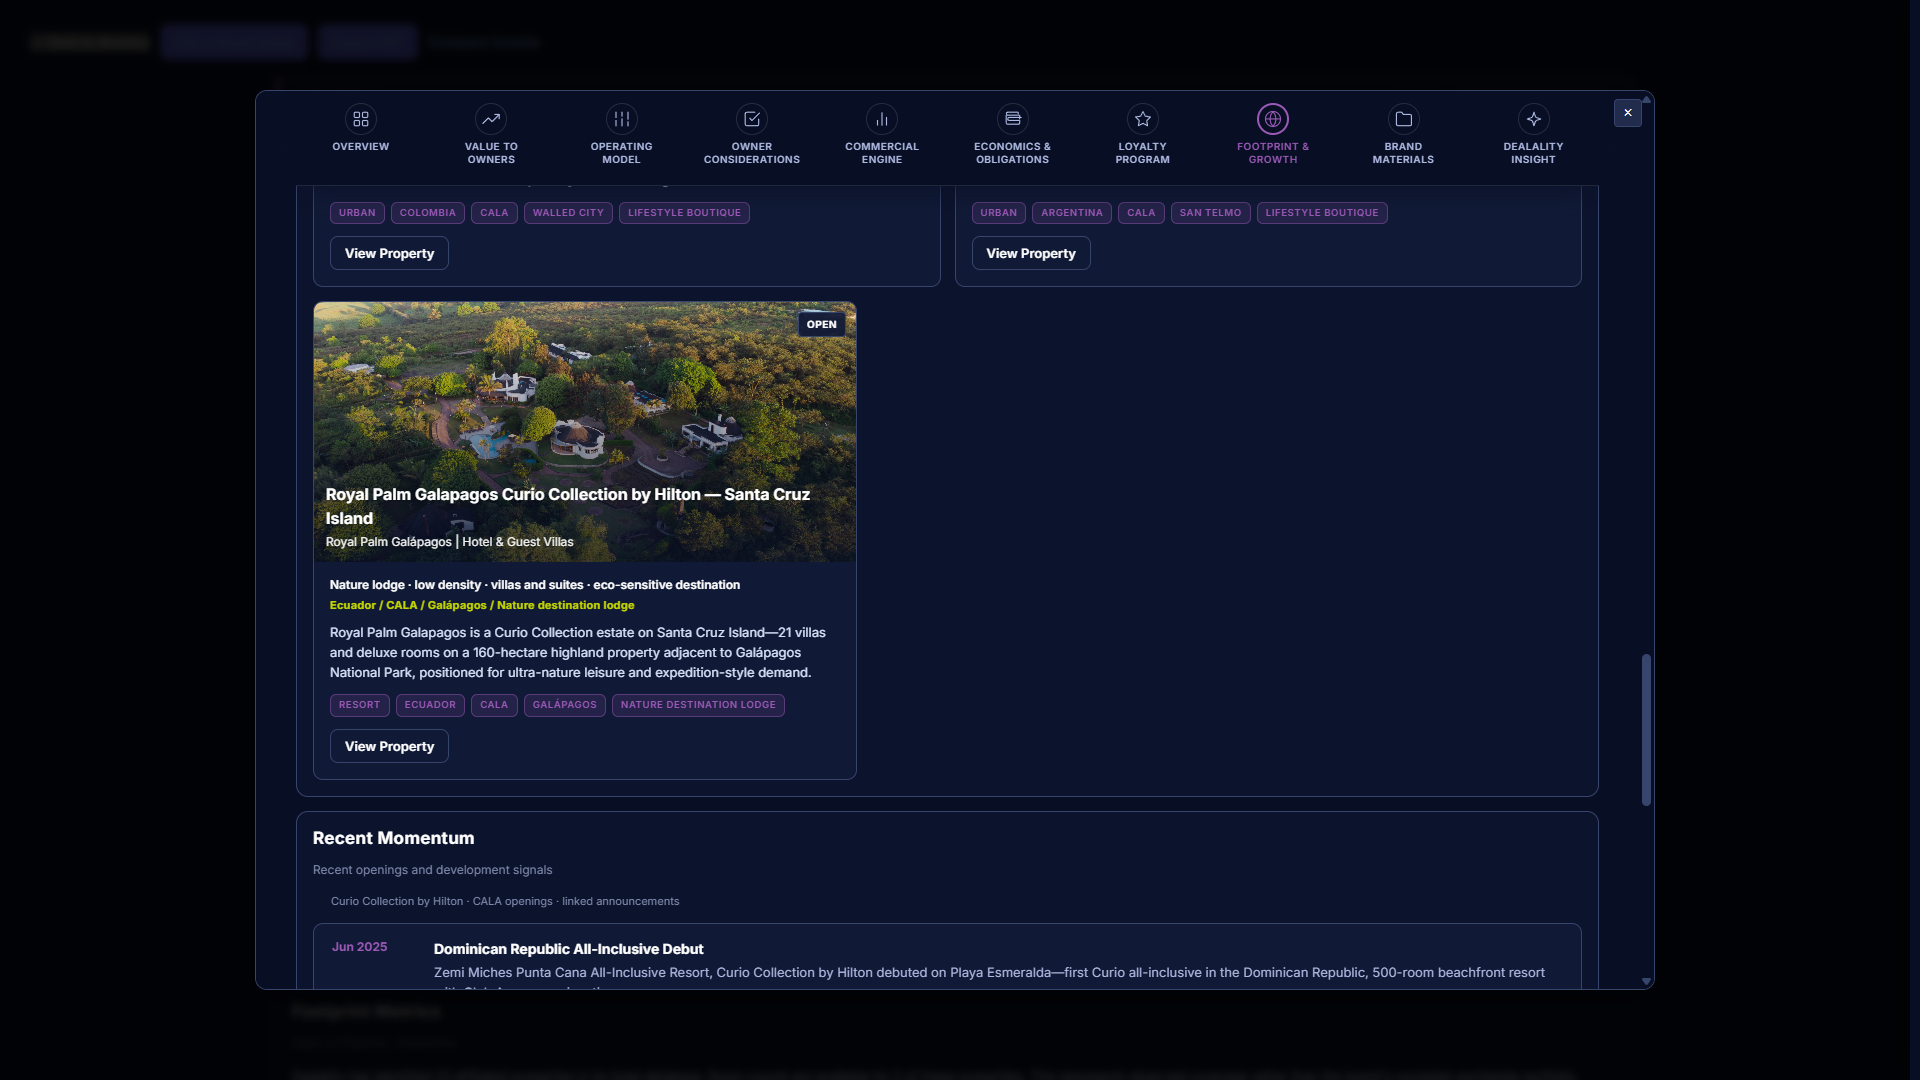 OVERVIEW
VALUE TO
OWNERS
OPERATING
MODEL
OWNER
CONSIDERATIONS
COMMERCIAL
ENGINE
ECONOMICS &
OBLIGATIONS
LOYALTY
PROGRAM
FOOTPRINT &
GROWTH
BRAND
MATERIALS
DEALALITY
INSIGHT
×
URBAN COLOMBIA CALA WALLED CITY LIFESTYLE BOUTIQUE
View Property
URBAN ARGENTINA CALA SAN TELMO LIFESTYLE BOUTIQUE
View Property
OPEN
Royal Palm Galapagos Curio Collection by Hilton — Santa Cruz
Island
Royal Palm Galápagos | Hotel & Guest Villas
Nature lodge · low density · villas and suites · eco-sensitive destination
Ecuador / CALA / Galápagos / Nature destination lodge
Royal Palm Galapagos is a Curio Collection estate on Santa Cruz Island—21 villas
and deluxe rooms on a 160-hectare highland property adjacent to Galápagos
National Park, positioned for ultra-nature leisure and expedition-style demand.
RESORT ECUADOR CALA GALÁPAGOS NATURE DESTINATION LODGE
View Property
Recent Momentum
Recent openings and development signals
Curio Collection by Hilton · CALA openings · linked announcements
Jun 2025
Dominican Republic All-Inclusive Debut
Zemi Miches Punta Cana All-Inclusive Resort, Curio Collection by Hilton debuted on Playa Esmeralda—first Curio all-inclusive in the Dominican Republic, 500-room beachfront resort